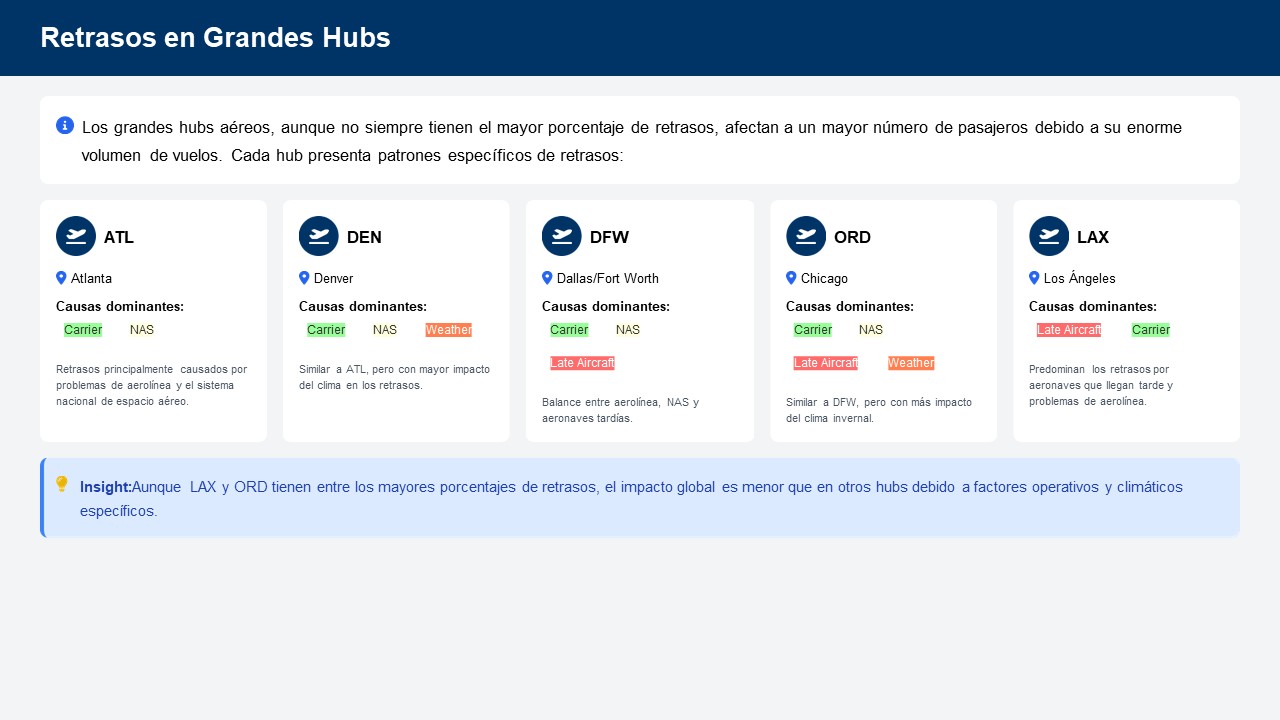 Retrasos en Grandes Hubs
Los grandes hubs aéreos, aunque no siempre tienen el mayor porcentaje de retrasos, afectan a un mayor número de pasajeros debido a su enorme
volumen de vuelos. Cada hub presenta patrones específicos de retrasos:
ATL
Atlanta
Causas dominantes:
Carrier NAS
Retrasos principalmente causados por
problemas de aerolínea y el sistema
nacional de espacio aéreo.
DEN
Denver
Causas dominantes:
Carrier NAS Weather
Similar a ATL, pero con mayor impacto
del clima en los retrasos.
DFW
Dallas/Fort Worth
Causas dominantes:
Carrier NAS
Late Aircraft
Balance entre aerolínea, NAS y
aeronaves tardías.
ORD
Chicago
Causas dominantes:
Carrier NAS
Late Aircraft Weather
Similar a DFW, pero con más impacto
del clima invernal.
LAX
Los Ángeles
Causas dominantes:
Late Aircraft Carrier
Predominan los retrasos por
aeronaves que llegan tarde y
problemas de aerolínea.
Insight:Aunque LAX y ORD tienen entre los mayores porcentajes de retrasos, el impacto global es menor que en otros hubs debido a factores operativos y climáticos
específicos.